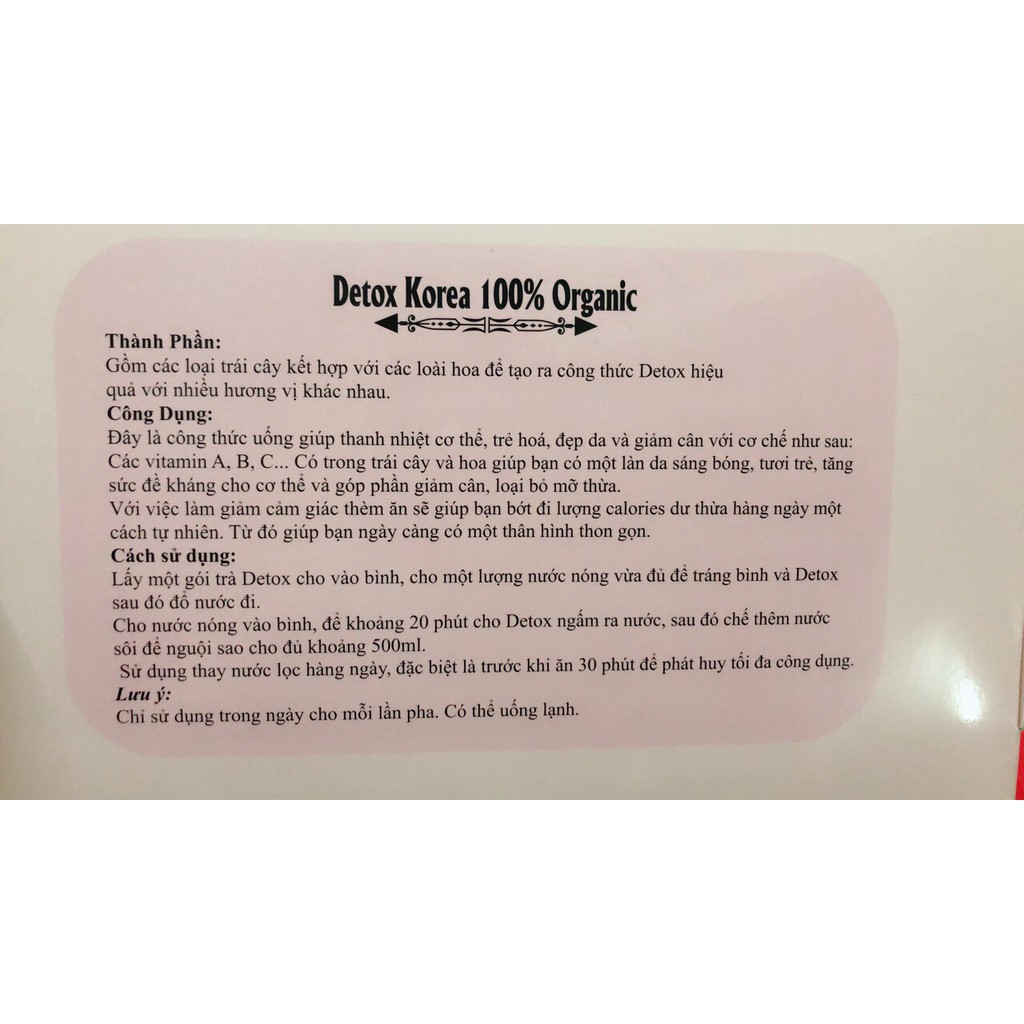 Detox Korea 100% Organic
Thành Phần:
Gồm các loại trái cây kết hợp với các loài hoa để tạo ra công thức Detox hiệu
quả với nhiều hương vị khác nhau.
Công Dụng:
Đây là công thức uống giúp thanh nhiệt cơ thể, trẻ hoá, đẹp da và giảm cân với cơ chế như sau:
Các vitamin A, B, C... Có trong trái cây và hoa giúp bạn có một làn da sáng bóng, tươi trẻ, tăng
sức đề kháng cho cơ thể và góp phần giảm cân, loại bỏ mỡ thừa.
Với việc làm giảm cảm giác thèm ăn sẽ giúp bạn bớt đi lượng calories dư thừa hàng ngày một
cách tự nhiên. Từ đó giúp bạn ngày càng có một thân hình thon gọn.
Cách sử dụng:
Lấy một gói trà Detox cho vào bình, cho một lượng nước nóng vừa đủ để tráng bình và Detox
sau đó đổ nước đi.
Cho nước nóng vào bình, để khoảng 20 phút cho Detox ngấm ra nước, sau đó chế thêm nước
sôi để nguội sao cho đủ khoảng 500ml.
Sử dụng thay nước lọc hàng ngày, đặc biệt là trước khi ăn 30 phút để phát huy tối đa công dụng.
Lưu ý:
Chỉ sử dụng trong ngày cho mỗi lần pha. Có thể uống lạnh.